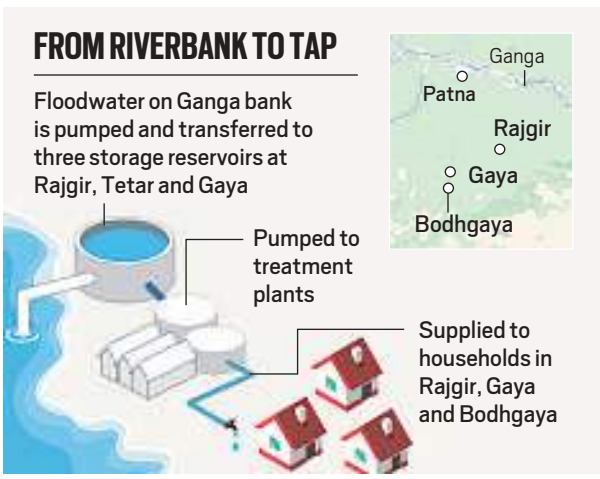 FROM RIVERBANK TO TAP
Floodwater on Ganga bank
is pumped and transferred to
three storage reservoirs at
Rajgir, Tetar and Gaya
Pumped to
treatment
plants
Supplied to
households in
Rajgir, Gaya
and Bodhgaya
Ganga
Patna
Rajgir
Gaya
Bodhgaya